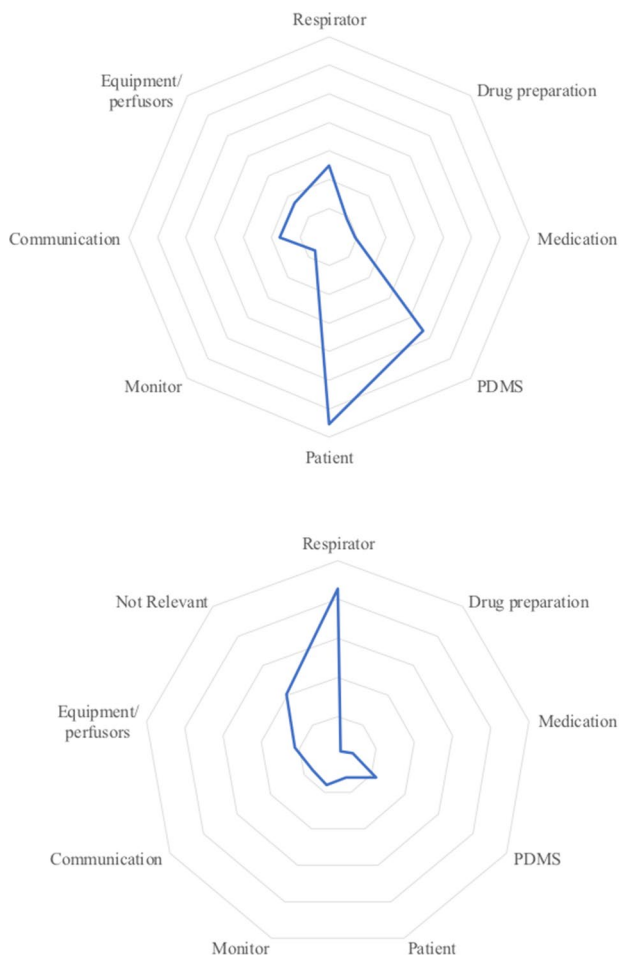 Respirator
Equipment/
perfusors
Drug preparation
Communication
Medication
Monitor
PDMS
Patient
Respirator
Not Relevant
Drug preparation
Equipment/
perfusors
Medication
Communication
PDMS
Monitor
Patient